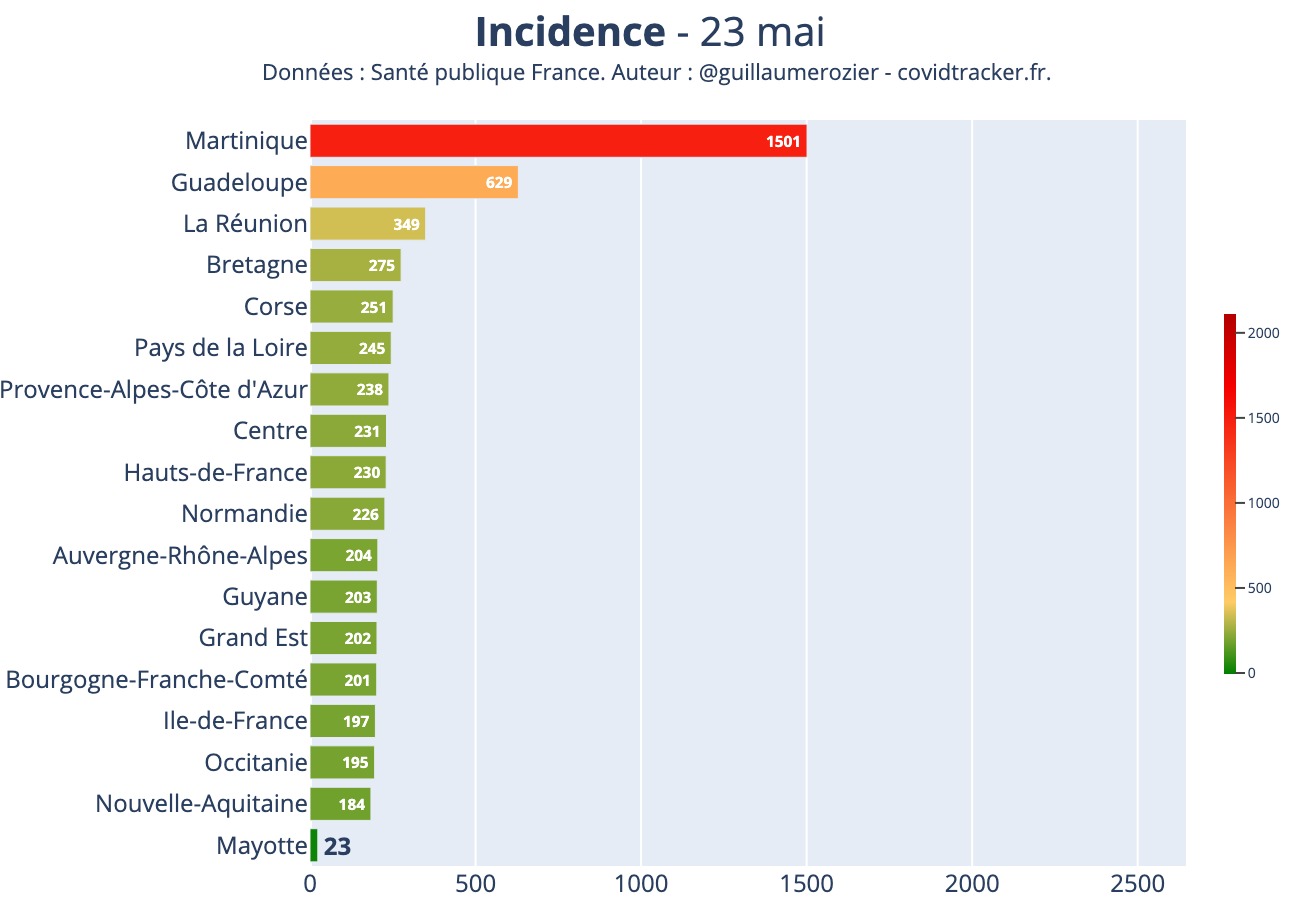 Incidence - 23 mai
Données : Santé publique France. Auteur : @guillaumerozier - covidtracker.fr.
Martinique 1501
Guadeloupe 629
La Réunion 349
Bretagne 275
Corse 251
Pays de la Loire 245
Provence-Alpes-Côte d'Azur 238
Centre 231
Hauts-de-France 230
Normandie 226
Auvergne-Rhône-Alpes 204
Guyane 203
Grand Est 202
Bourgogne-Franche-Comté 201
Ile-de-France 197
Occitanie 195
Nouvelle-Aquitaine 184
Mayotte 23
0 500 1000 1500 2000 2500
2000
1500
1000
500
0